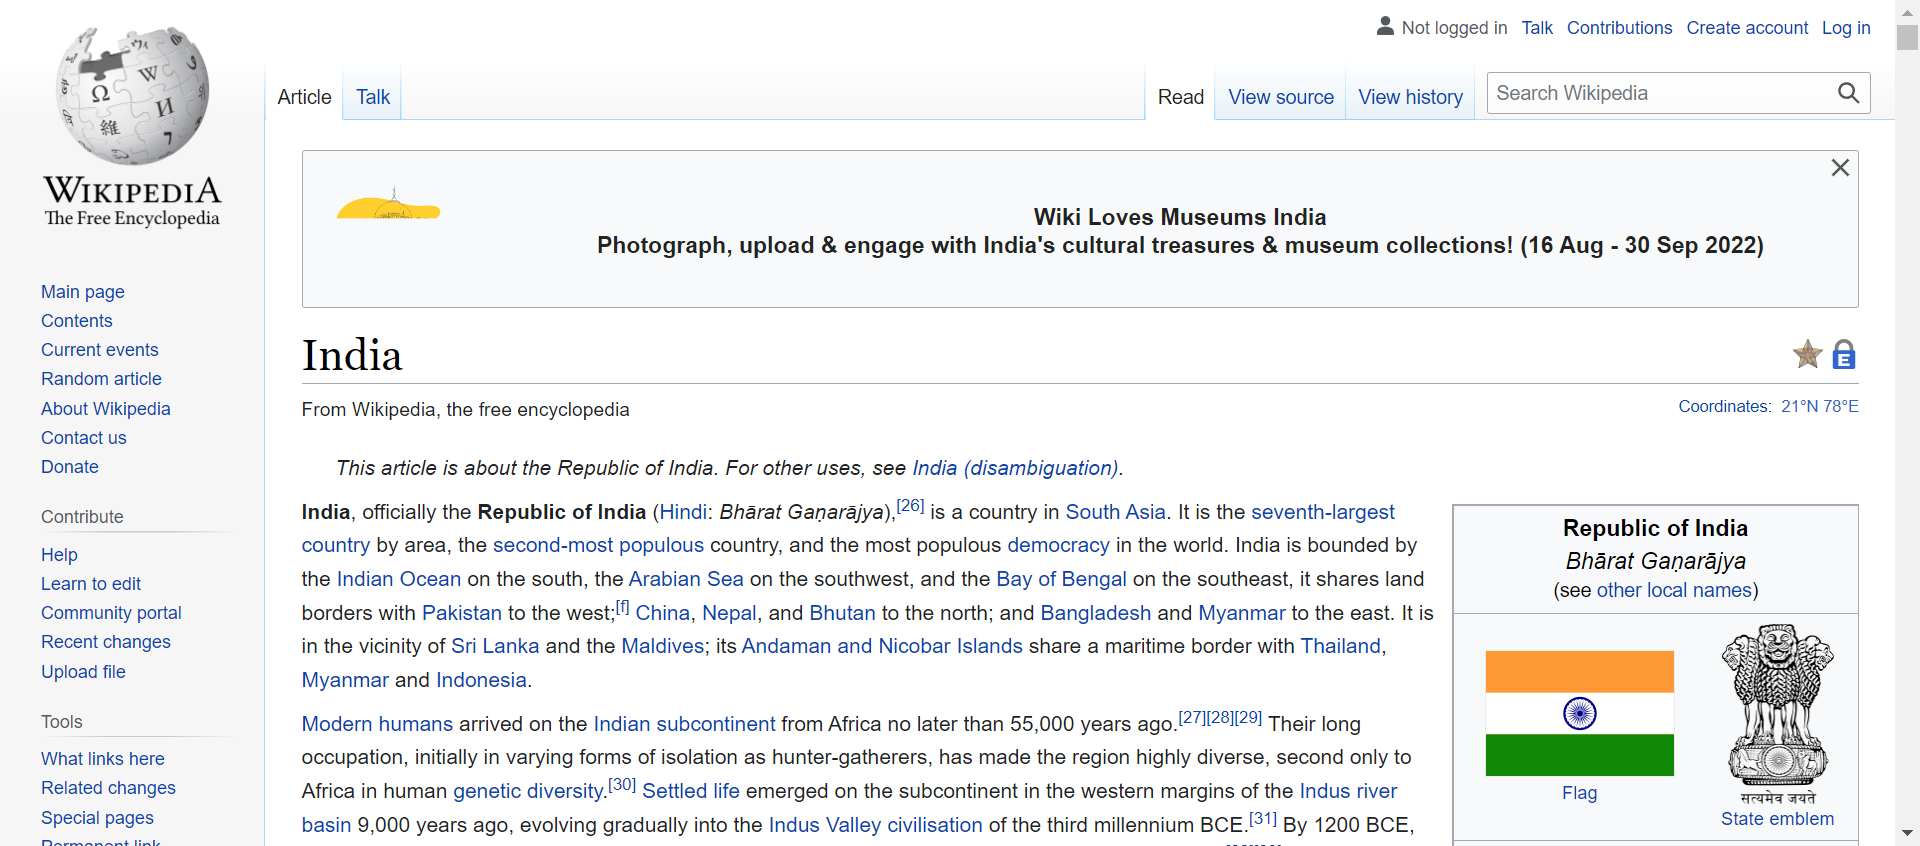 Not logged in Talk Contributions Create account Log in
Article Talk Read View source View history Search Wikipedia
WIKIPEDIA
The Free Encyclopedia
Main page
Contents
Current events
Random article
About Wikipedia
Contact us
Donate
Contribute
Help
Learn to edit
Community portal
Recent changes
Upload file
Tools
What links here
Related changes
Special pages
Permanent link
Wiki Loves Museums India
Photograph, upload & engage with India's cultural treasures & museum collections! (16 Aug - 30 Sep 2022)
India
From Wikipedia, the free encyclopedia
Coordinates: 21°N 78°E
This article is about the Republic of India. For other uses, see India (disambiguation).
India, officially the Republic of India (Hindi: Bhārat Gaṇarājya),[26] is a country in South Asia. It is the seventh-largest
country by area, the second-most populous country, and the most populous democracy in the world. India is bounded by
the Indian Ocean on the south, the Arabian Sea on the southwest, and the Bay of Bengal on the southeast, it shares land
borders with Pakistan to the west;[f] China, Nepal, and Bhutan to the north; and Bangladesh and Myanmar to the east. It is
in the vicinity of Sri Lanka and the Maldives; its Andaman and Nicobar Islands share a maritime border with Thailand,
Myanmar and Indonesia.
Modern humans arrived on the Indian subcontinent from Africa no later than 55,000 years ago.[27][28][29] Their long
occupation, initially in varying forms of isolation as hunter-gatherers, has made the region highly diverse, second only to
Africa in human genetic diversity.[30] Settled life emerged on the subcontinent in the western margins of the Indus river
basin 9,000 years ago, evolving gradually into the Indus Valley civilisation of the third millennium BCE.[31] By 1200 BCE,
Republic of India
Bhārat Gaṇarājya
(see other local names)
सत्यमेव जयते
Flag
State emblem